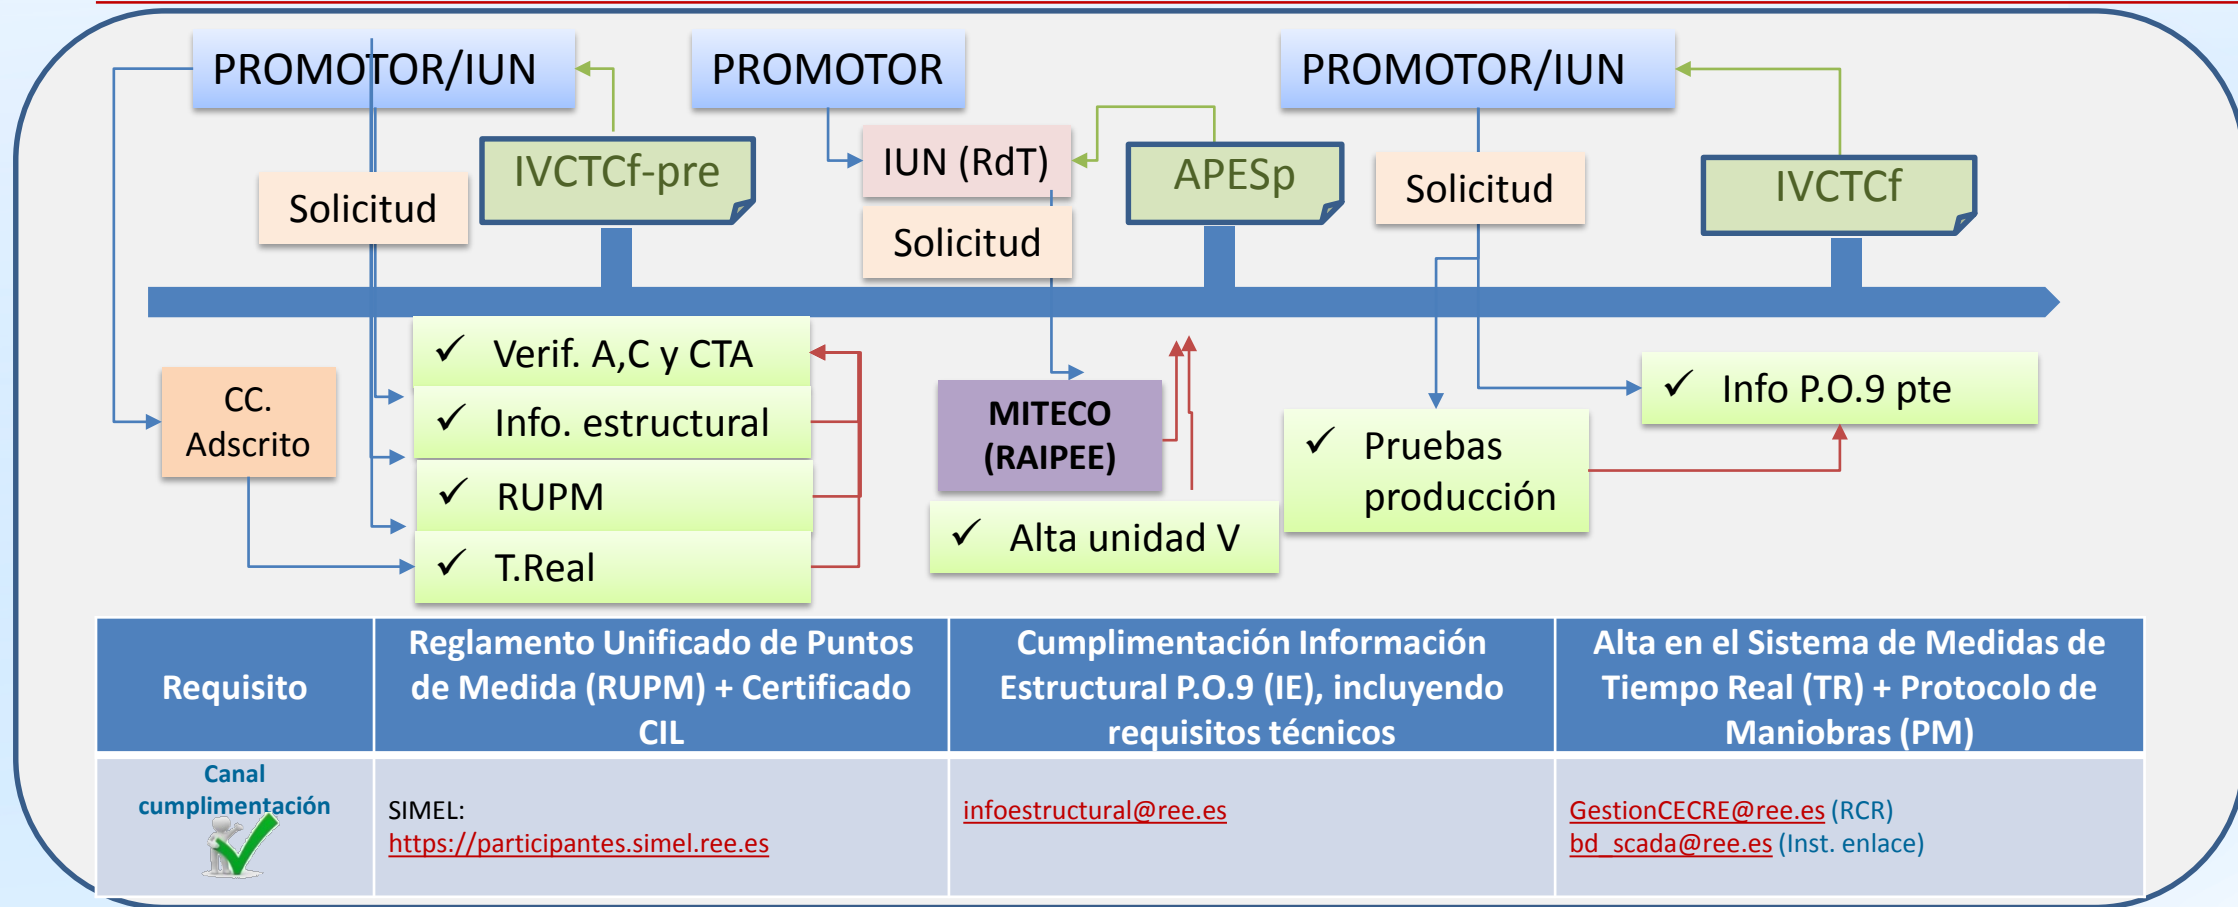 PROMOTOR/IUN
PROMOTOR
PROMOTOR/IUN
IVCTCf-pre
IUN (RdT)
APESp
Solicitud
IVCTCf
Solicitud
Solicitud
✓ Verif. A,C y CTA
✓ Info. estructural
✓ RUPM
✓ T.Real
CC.
Adscrito
MITECO
(RAIPEE)
✓ Alta unidad V
✓ Pruebas
producción
✓ Info P.O.9 pte
Requisito
Reglamento Unificado de Puntos
de Medida (RUPM) + Certificado
CIL
Cumplimentación Información
Estructural P.O.9 (IE), incluyendo
requisitos técnicos
Alta en el Sistema de Medidas de
Tiempo Real (TR) + Protocolo de
Maniobras (PM)
Canal
cumplimentación
SIMEL:
https://participantes.simel.ree.es
infoestructural@ree.es
GestionCECRE@ree.es (RCR)
bd_scada@ree.es (Inst. enlace)